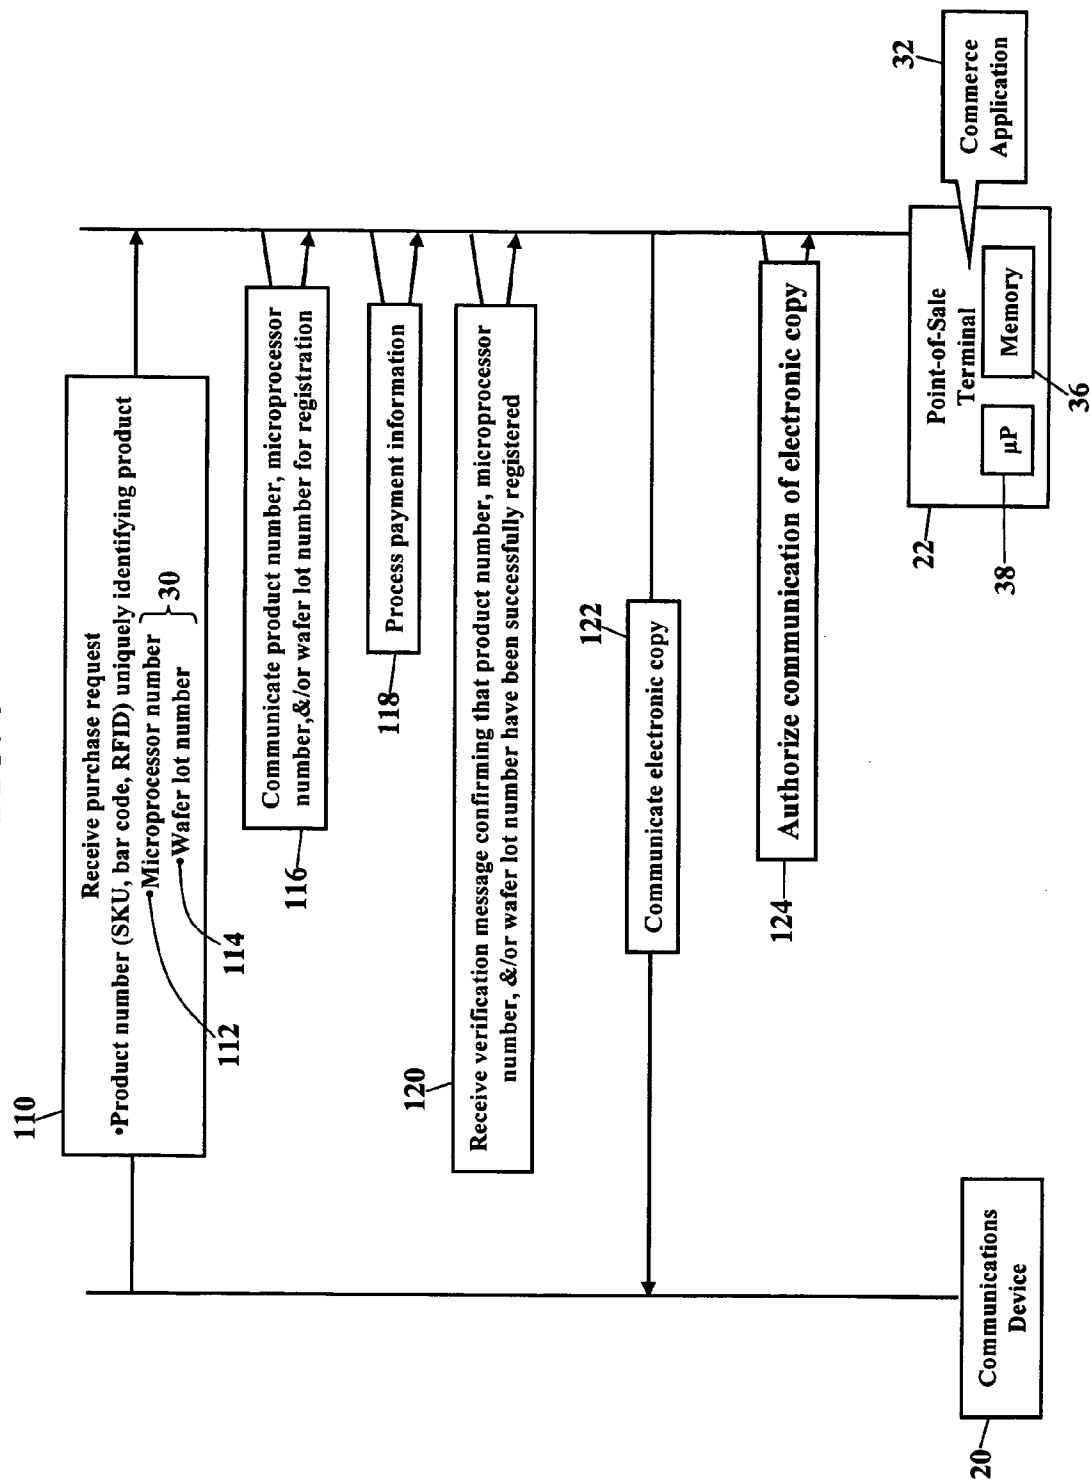 110
Receive purchase request
•Product number (SKU, bar code, RFID) uniquely identifying product
•Microprocessor number
•Wafer lot number
30
112
114
Communicate product number, microprocessor
number,&/or wafer lot number for registration
116
Process payment information
118
120
Receive verification message confirming that product number, microprocessor
number, &/or wafer lot number have been successfully registered
122
Communicate electronic copy
Authorize communication of electronic copy
124
20
Communications
Device
22
Point-of-Sale
Terminal
µP
Memory
38
36
32
Commerce
Application